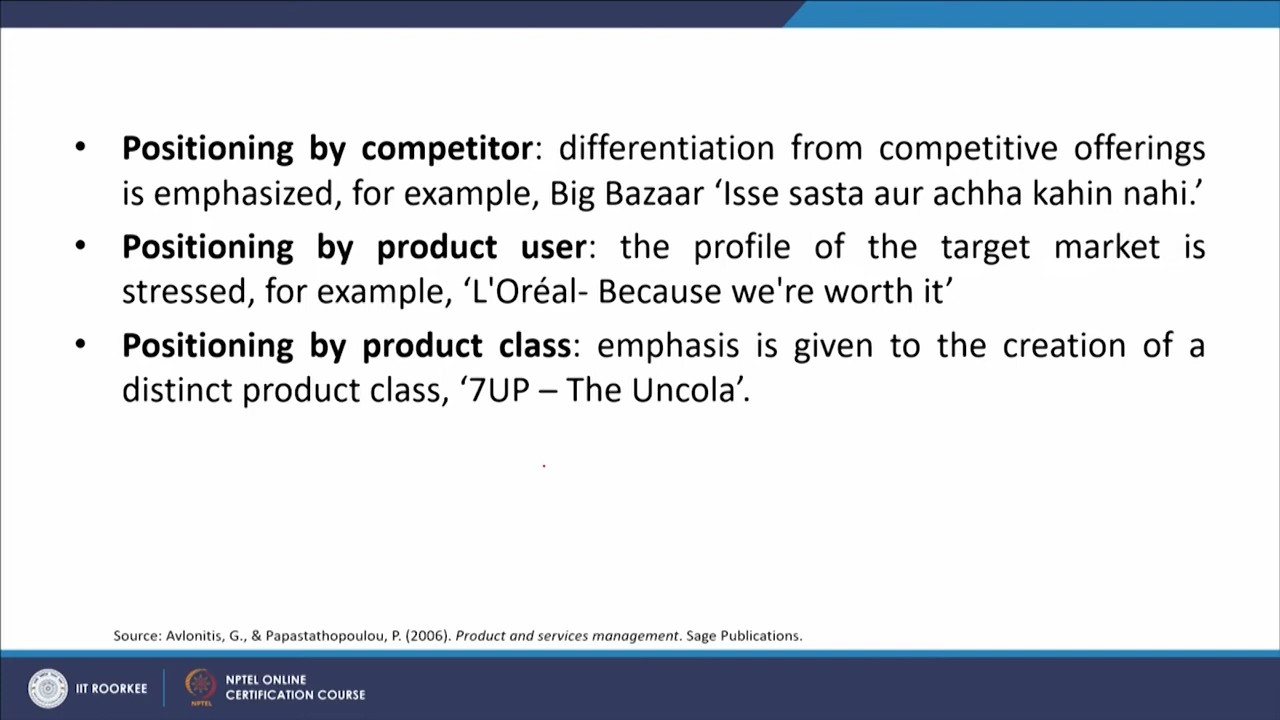 • Positioning by competitor: differentiation from competitive offerings
is emphasized, for example, Big Bazaar ‘Isse sasta aur achha kahin nahi.’
• Positioning by product user: the profile of the target market is
stressed, for example, ‘L'Oréal- Because we're worth it’
• Positioning by product class: emphasis is given to the creation of a
distinct product class, ‘7UP – The Uncola’.
Source: Avlonitis, G., & Papastathopoulou, P. (2006). Product and services management. Sage Publications.
IIT ROORKEE
NPTEL
NPTEL ONLINE
CERTIFICATION COURSE